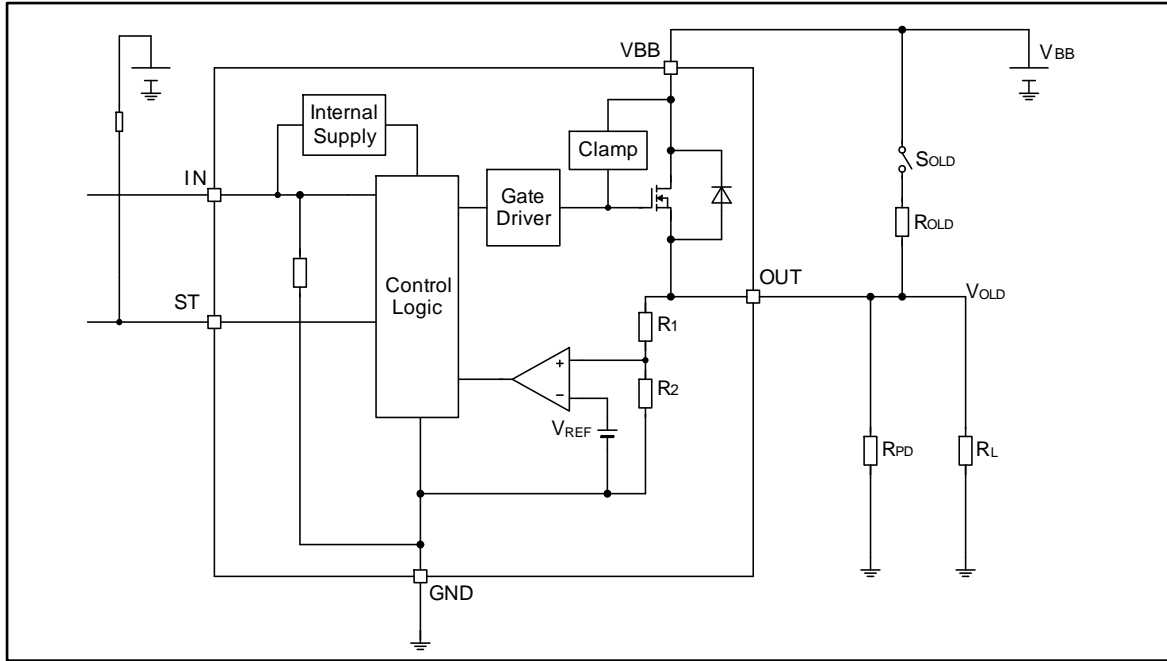 VBB
VBB
Internal
Supply
Clamp
SOLD
IN
Gate
Driver
ROLD
Control
Logic
OUT
VOLD
ST
R1
+
R2
−
VREF
RPD
RL
GND